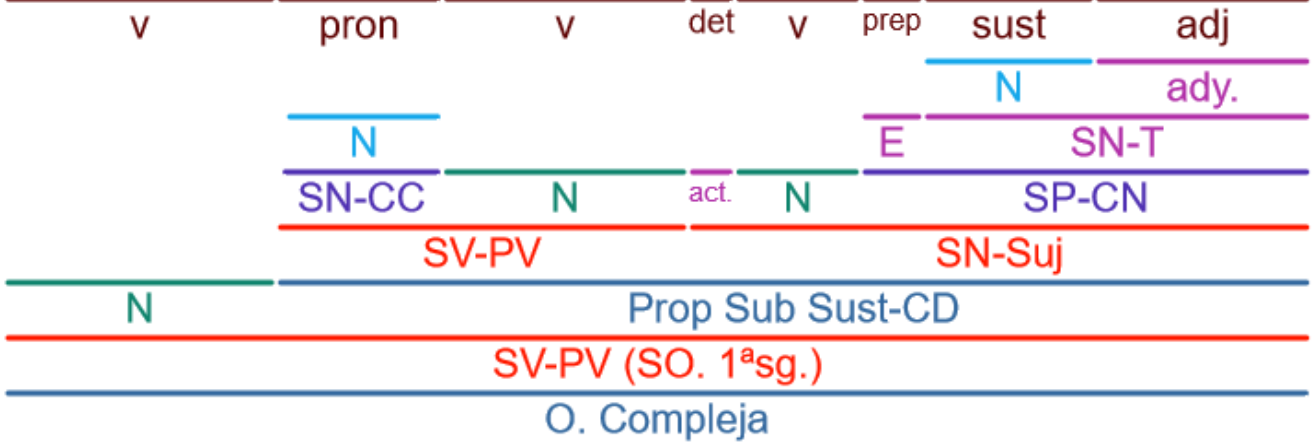 v pron v det v prep sust adj
N ady.
N E SN-T
SN-CC N act. N SP-CN
SV-PV SN-Suj
N Prop Sub Sust-CD
SV-PV (SO. 1ªsg.)
O. Compleja